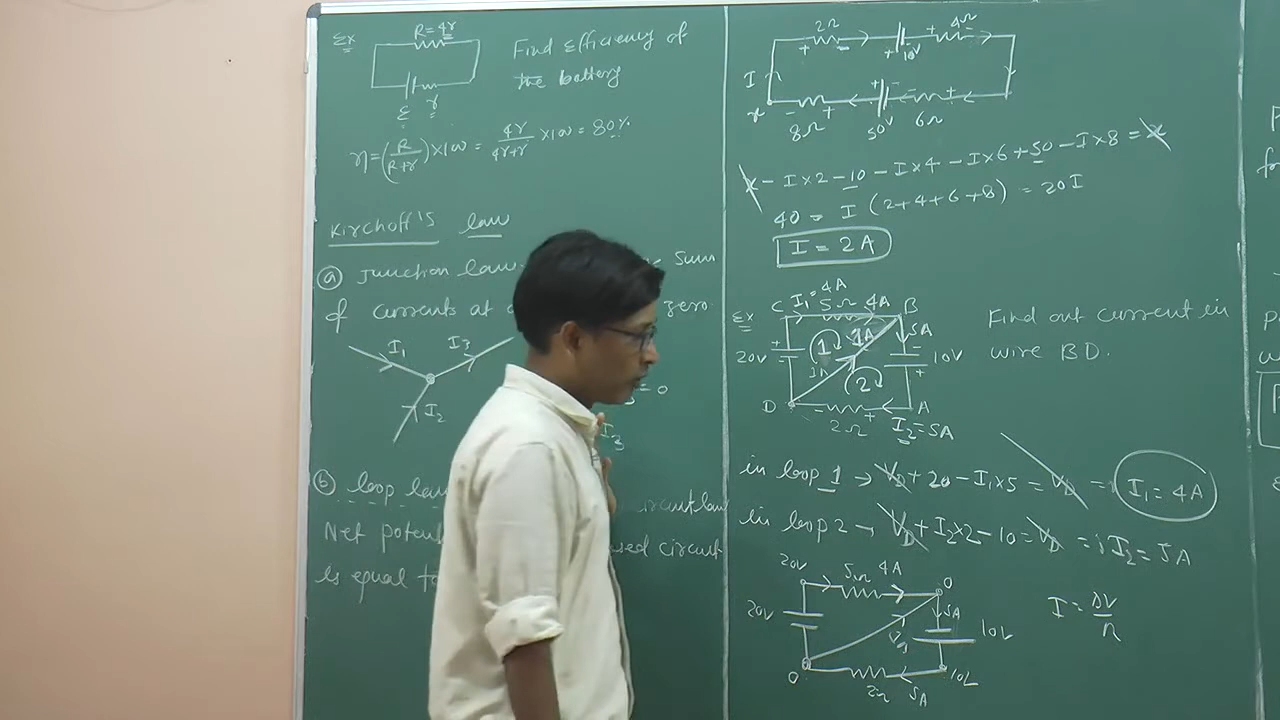 Ex
R=4r
Find Efficiency of
the battery
ε r
η=(R/R+r)×100 = 4r/4r+r ×100 = 80%
Kirchoff's law
(a) Junction law
Sum
of currents at
zero
I1
I3
I2
= 0
I3
(b) loop law
circuit law
Net potent
closed circuit
is equal to
2Ω
4Ω
+
-
+
+
10V
I
x
+
-
-
+
+
-
-
+
8Ω
50V
6Ω
x - I×2 - 10 - I×4 - I×6 + 50 - I×8 = x
40 = I (2+4+6+8) = 20I
I = 2A
Ex
C I1=4A
5Ω 4A B
5A
20V
1
1A
10V
2
D
2Ω
A
I2=5A
Find out current in
wire BD.
in loop 1 → VD + 20 - I1×5 = VD
I1 = 4A
in loop 2 → VD + I2×2 - 10 = VD
I2 = 5A
20V
5Ω 4A
0
20V
5A
0
2Ω
5A
I = ΔV/R